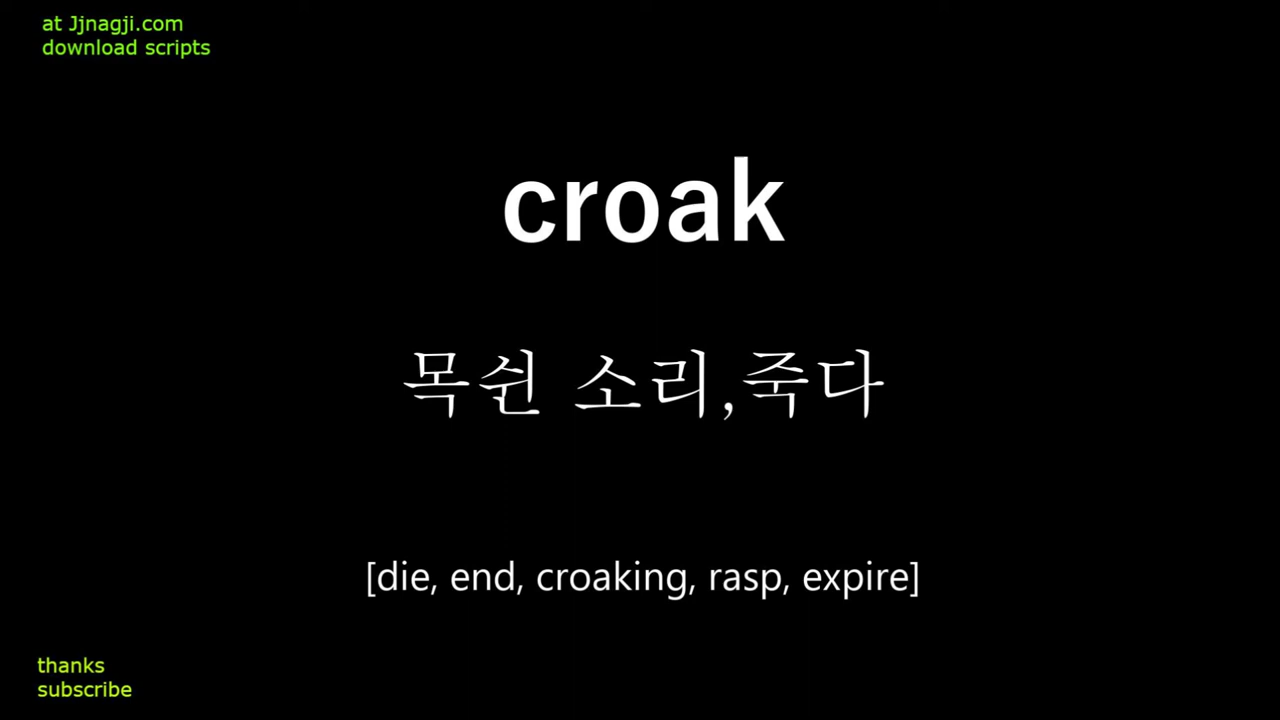 at Jjnagji.com
download scripts
croak
목쉰 소리,죽다
[die, end, croaking, rasp, expire]
thanks
subscribe